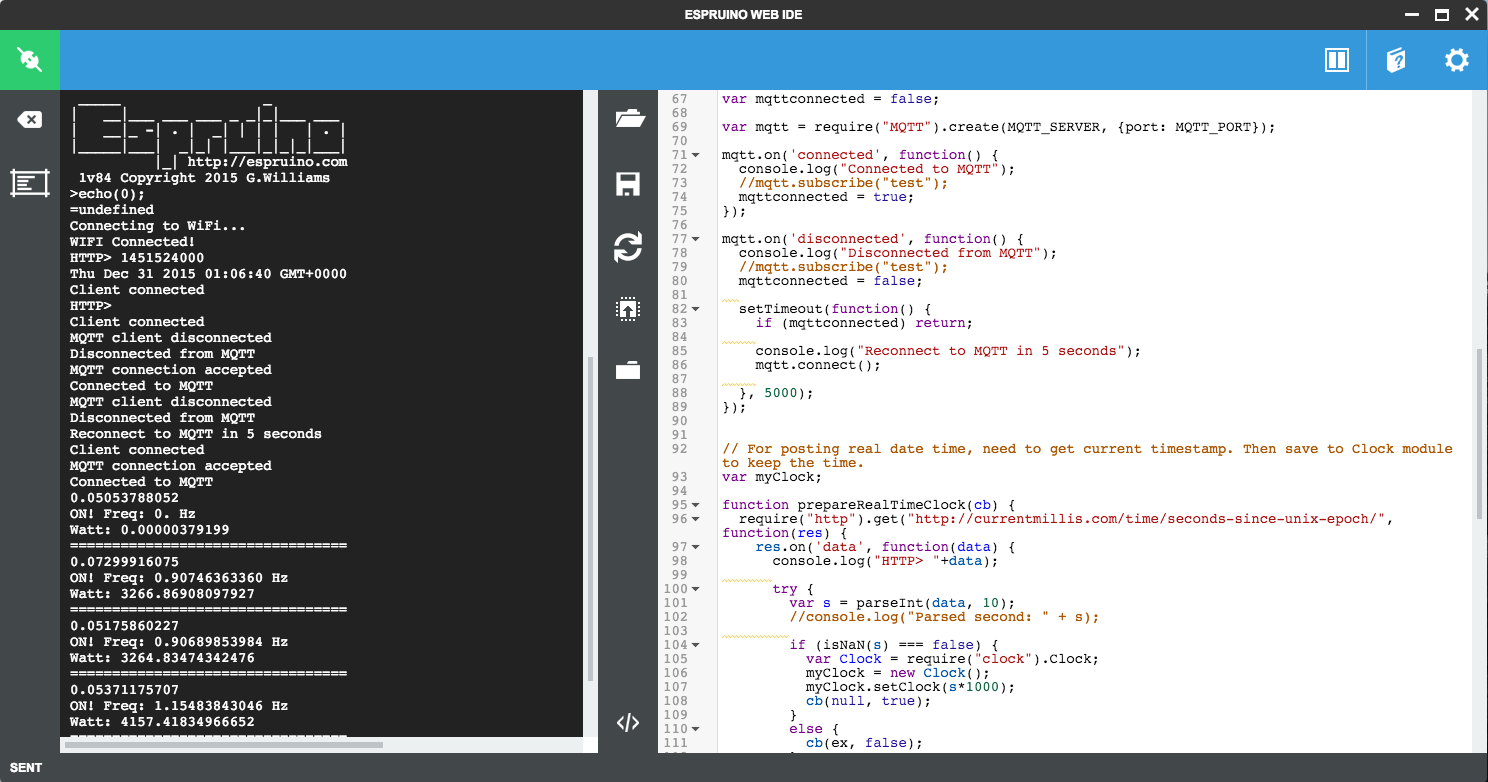 ESPRUINO WEB IDE
http://espruino.com
1v84 Copyright 2015 G.Williams
>echo(0);
=undefined
Connecting to WiFi...
WIFI Connected!
HTTP> 1451524000
Thu Dec 31 2015 01:06:40 GMT+0000
Client connected
HTTP>
Client connected
MQTT client disconnected
Disconnected from MQTT
MQTT connection accepted
Connected to MQTT
MQTT client disconnected
Disconnected from MQTT
Reconnect to MQTT in 5 seconds
Client connected
MQTT connection accepted
Connected to MQTT
0.05053788052
ON! Freq: 0. Hz
Watt: 0.00000379199
=================================
0.07299916075
ON! Freq: 0.90746363360 Hz
Watt: 3266.86908097927
=================================
0.05175860227
ON! Freq: 0.90689853984 Hz
Watt: 3264.83474342476
=================================
0.05371175707
ON! Freq: 1.15483843046 Hz
Watt: 4157.41834966652
67 var mqttconnected = false;
68
69 var mqtt = require("MQTT").create(MQTT_SERVER, {port: MQTT_PORT});
70
71 mqtt.on('connected', function() {
72 console.log("Connected to MQTT");
73 //mqtt.subscribe("test");
74 mqttconnected = true;
75 });
76
77 mqtt.on('disconnected', function() {
78 console.log("Disconnected from MQTT");
79 //mqtt.subscribe("test");
80 mqttconnected = false;
81
82 setTimeout(function() {
83 if (mqttconnected) return;
84
85 console.log("Reconnect to MQTT in 5 seconds");
86 mqtt.connect();
87
88 }, 5000);
89 });
90
91
92 // For posting real date time, need to get current timestamp. Then save to Clock module
to keep the time.
93 var myClock;
94
95 function prepareRealTimeClock(cb) {
96 require("http").get("http://currentmillis.com/time/seconds-since-unix-epoch/",
function(res) {
97 res.on('data', function(data) {
98 console.log("HTTP> "+data);
99
100 try {
101 var s = parseInt(data, 10);
102 //console.log("Parsed second: " + s);
103
104 if (isNaN(s) === false) {
105 var Clock = require("clock").Clock;
106 myClock = new Clock();
107 myClock.setClock(s*1000);
108 cb(null, true);
109 }
110 else {
111 cb(ex, false);
SENT